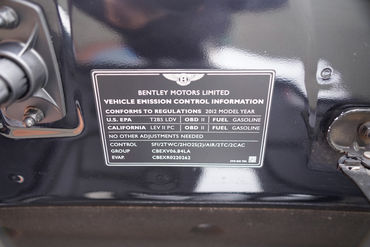 BENTLEY MOTORS LIMITED
VEHICLE EMISSION CONTROL INFORMATION
CONFORMS TO REGULATIONS 2012 MODEL YEAR
U.S. EPA T2B5 LDV OBD II FUEL GASOLINE
CALIFORNIA LEV II PC OBD II FUEL GASOLINE
NO OTHER ADJUSTMENTS NEEDED
CONTROL SFI/2TWC/2HO2S(2)/AIR/2TC/2CAC
GROUP CBEXV06.84LA
EVAP. CBEXR0220262